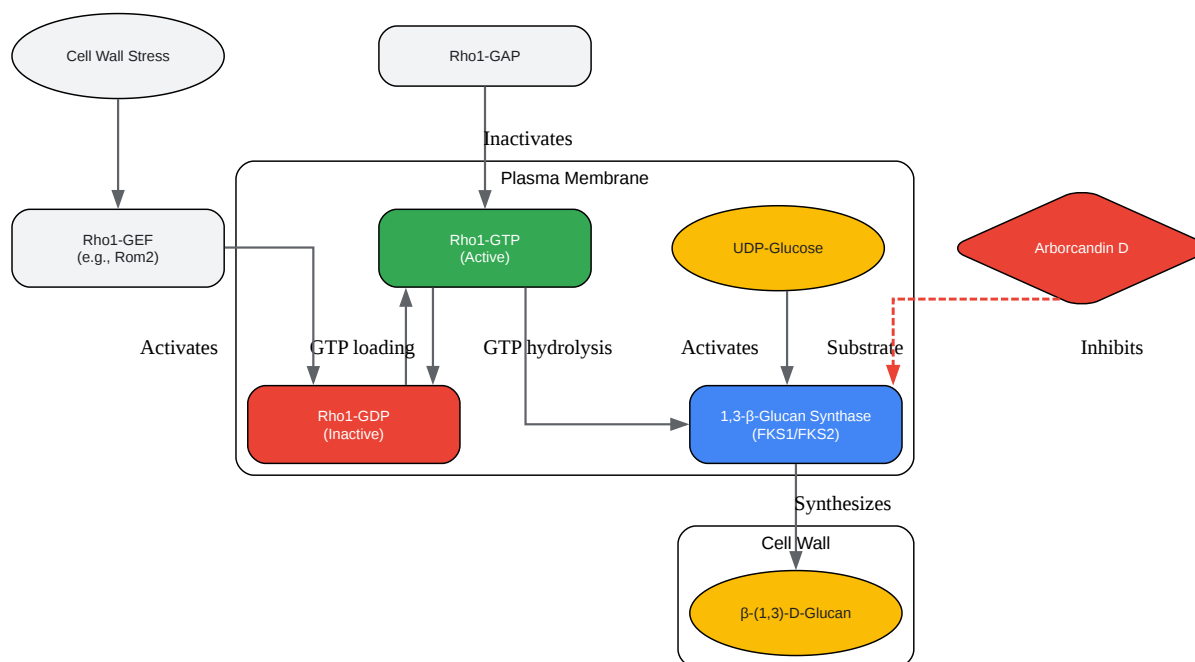 Cell Wall Stress
Rho1-GAP
Inactivates
Plasma Membrane
Rho1-GEF
(e.g., Rom2)
Rho1-GTP
(Active)
UDP-Glucose
Arborcandin D
Activates
GTP loading
GTP hydrolysis
Activates
Substrate
Inhibits
Rho1-GDP
(Inactive)
1,3-β-Glucan Synthase
(FKS1/FKS2)
Synthesizes
Cell Wall
β-(1,3)-D-Glucan